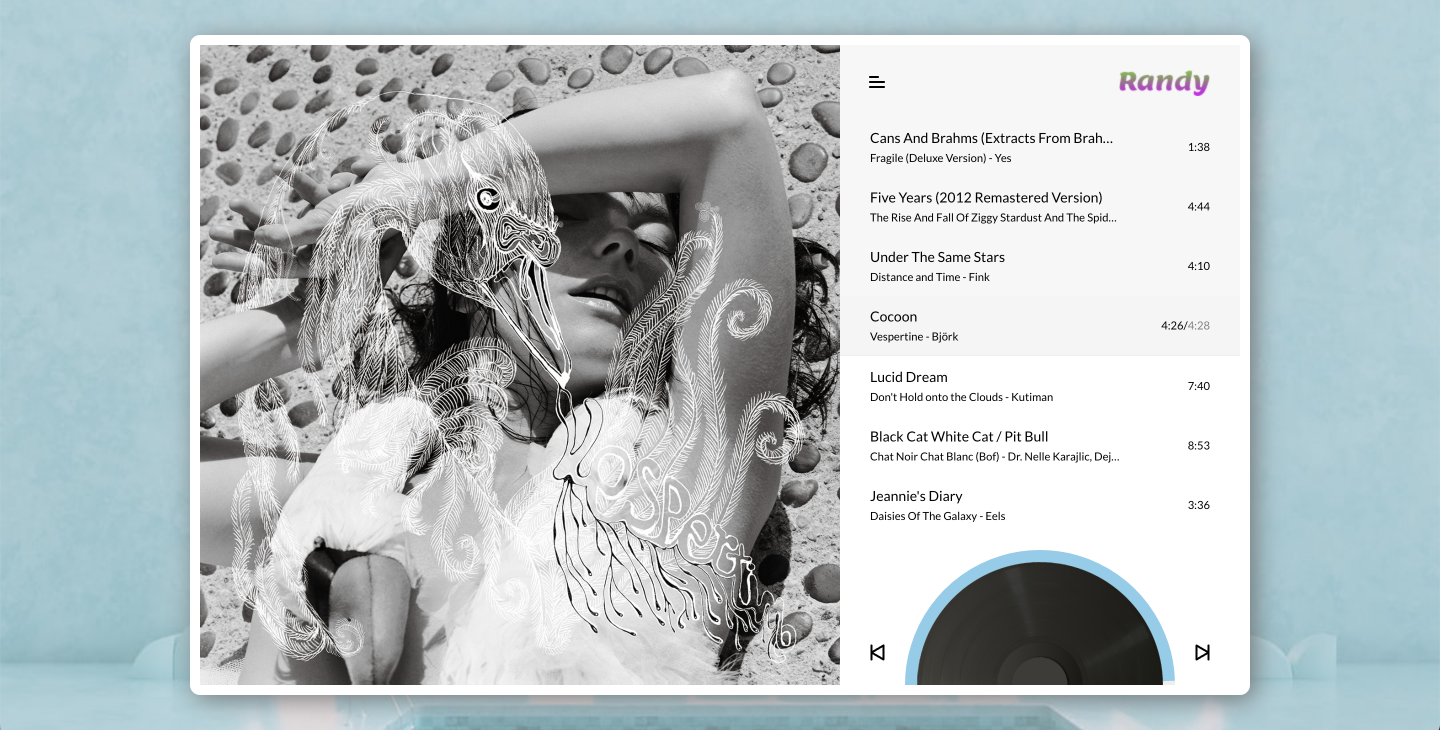 Randy
Cans And Brahms (Extracts From Brah...
1:38
Fragile (Deluxe Version) - Yes
Five Years (2012 Remastered Version)
4:44
The Rise And Fall Of Ziggy Stardust And The Spid...
Under The Same Stars
4:10
Distance and Time - Fink
Cocoon
4:26/4:28
Vespertine - Björk
Lucid Dream
7:40
Don't Hold onto the Clouds - Kutiman
Black Cat White Cat / Pit Bull
8:53
Chat Noir Chat Blanc (Bof) - Dr. Nelle Karajlic, Dej...
Jeannie's Diary
3:36
Daisies Of The Galaxy - Eels